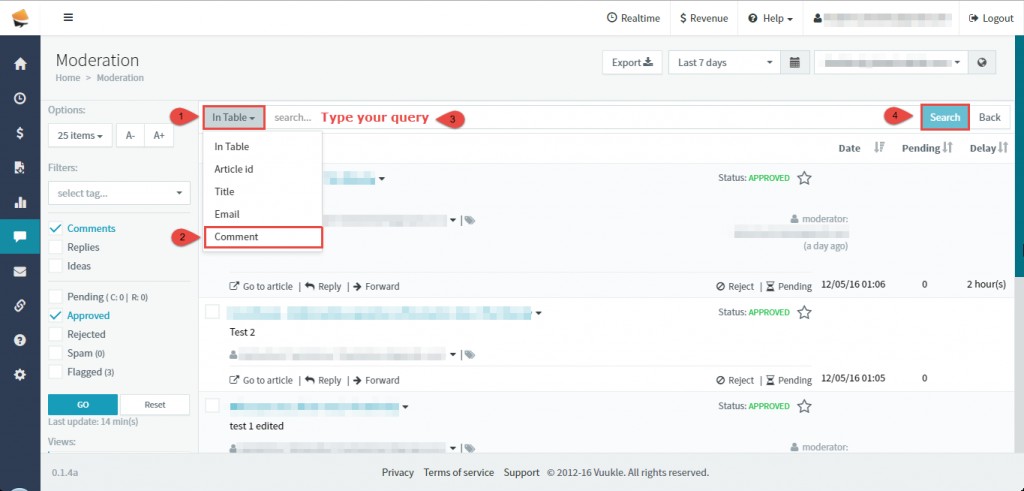 Realtime
$ Revenue
Help
Logout
Moderation
Home > Moderation
Export
Last 7 days
Options:
25 items
A-
A+
1
In Table
search...
Type your query
3
4
Search
Back
In Table
Article id
Title
Email
2
Comment
Date
Pending
Delay
Filters:
select tag...
Comments
Replies
Ideas
Pending ( C: 0 | R: 0)
Approved
Rejected
Spam (0)
Flagged (3)
GO
Reset
Last update: 14 min(s)
Views:
Status: APPROVED
moderator:
(a day ago)
Go to article | Reply | Forward
Reject | Pending
12/05/16 01:06
0
2 hour(s)
Status: APPROVED
Test 2
Go to article | Reply | Forward
Reject | Pending
12/05/16 01:05
0
Status: APPROVED
test 1 edited
moderator:
0.1.4a
Privacy Terms of service Support © 2012-16 Vuukle. All rights reserved.